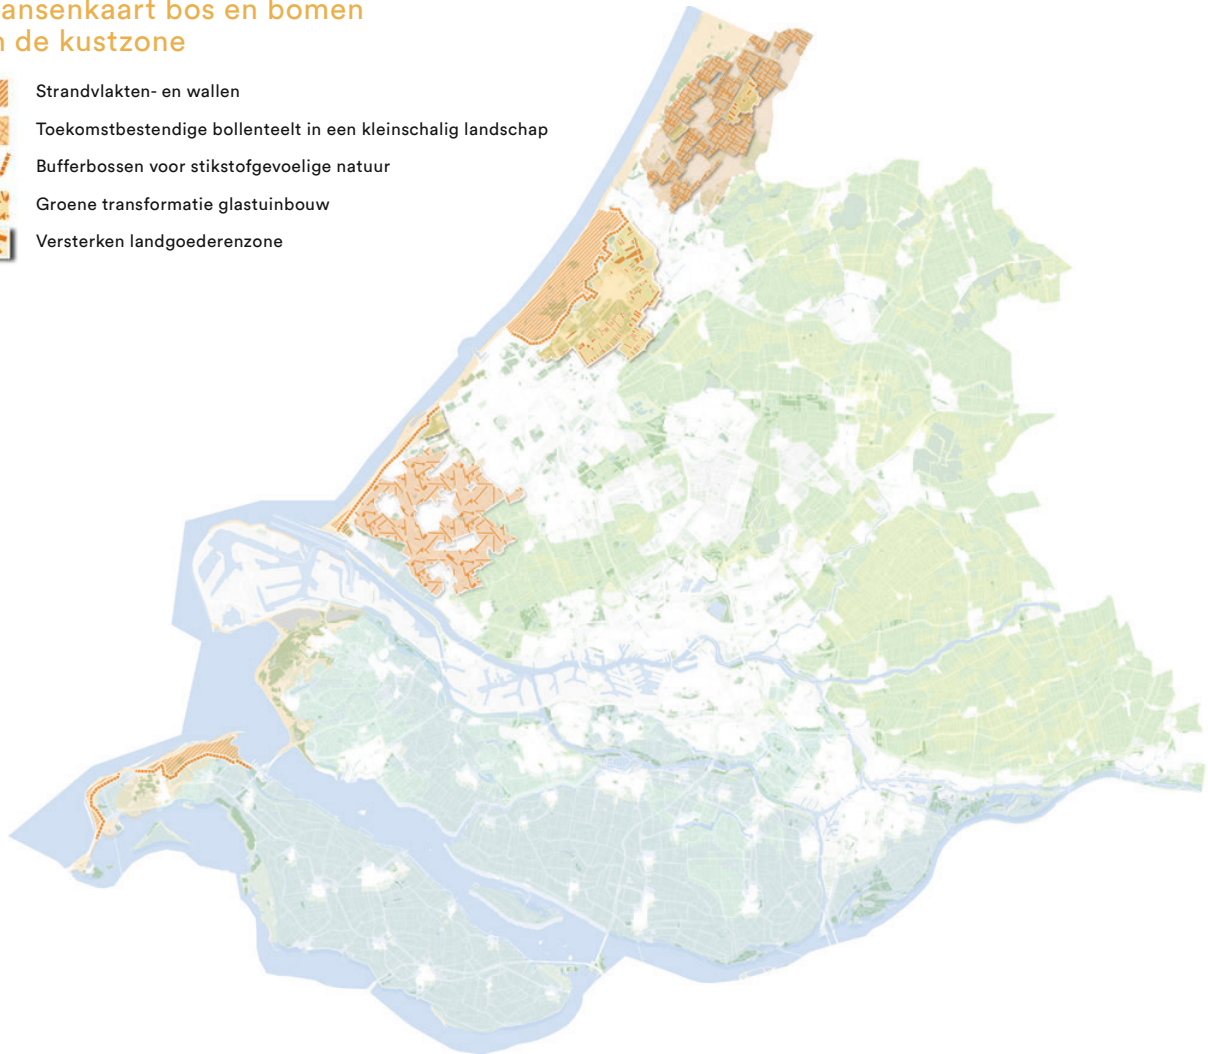 ansenkaart bos en bomen
de kustzone
Strandvlakten- en wallen
Toekomstbestendige bollenteelt in een kleinschalig landschap
Bufferbossen voor stikstofgevoelige natuur
Groene transformatie glastuinbouw
Versterken landgoederenzone